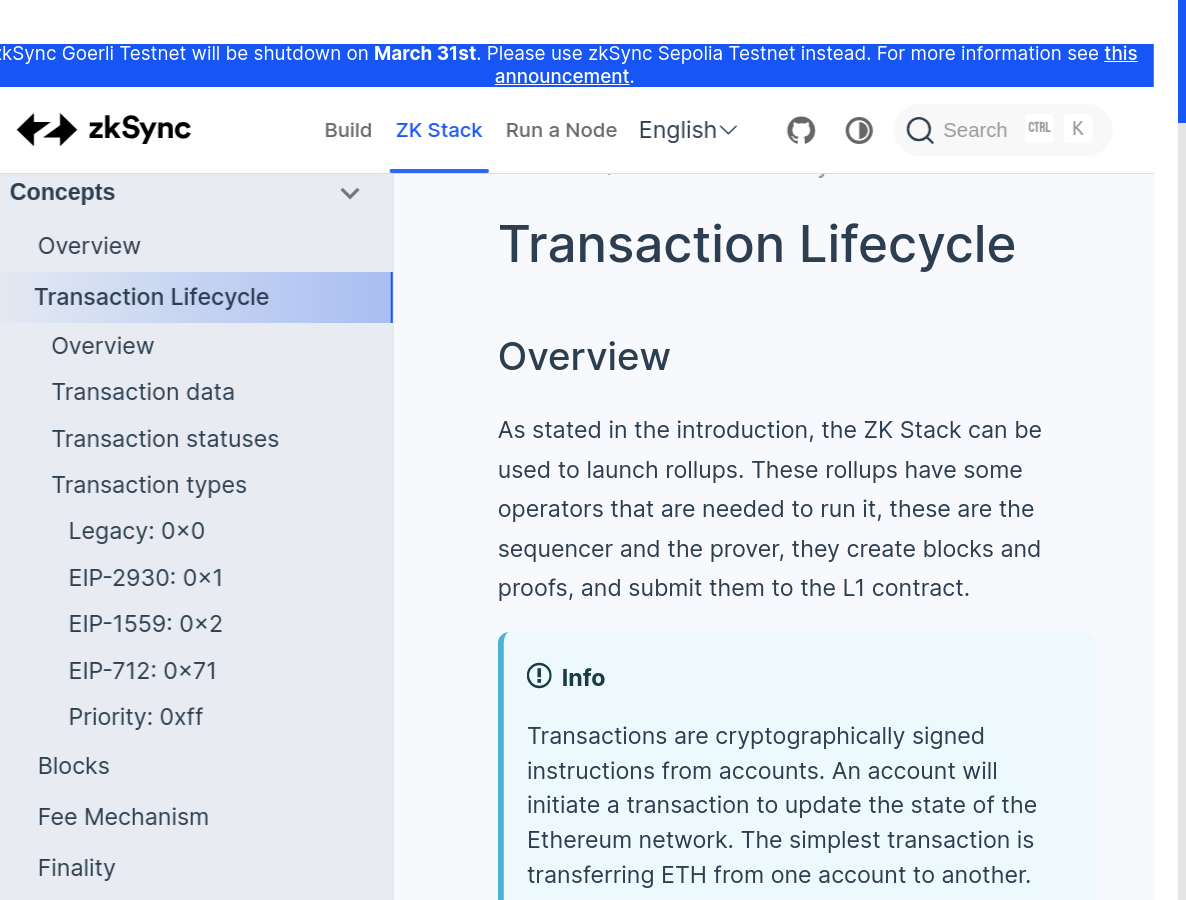 zkSync Goerli Testnet will be shutdown on March 31st. Please use zkSync Sepolia Testnet instead. For more information see this
announcement.
zkSync
Build
ZK Stack
Run a Node
English
Search
CTRL
K
Concepts
Overview
Transaction Lifecycle
Overview
Transaction data
Transaction statuses
Transaction types
Legacy: 0×0
EIP-2930: 0×1
EIP-1559: 0×2
EIP-712: 0×71
Priority: 0xff
Blocks
Fee Mechanism
Finality
Transaction Lifecycle
Overview
As stated in the introduction, the ZK Stack can be
used to launch rollups. These rollups have some
operators that are needed to run it, these are the
sequencer and the prover, they create blocks and
proofs, and submit them to the L1 contract.
Info
Transactions are cryptographically signed
instructions from accounts. An account will
initiate a transaction to update the state of the
Ethereum network. The simplest transaction is
transferring ETH from one account to another.